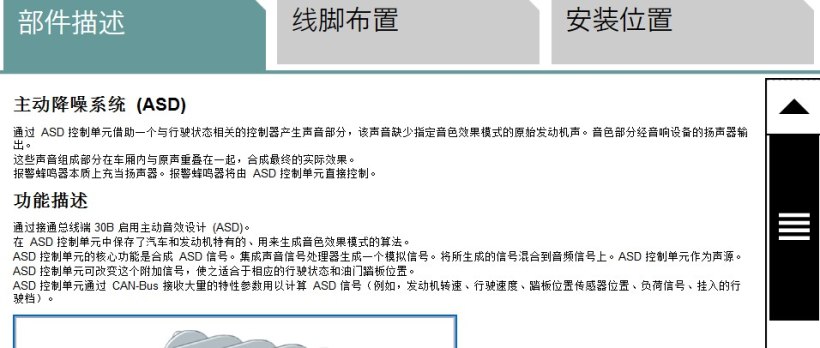 部件描述
线脚布置
安装位置
主动降噪系统 (ASD)
通过 ASD 控制单元借助一个与行驶状态相关的控制器产生声音部分，该声音缺少指定音色效果模式的原始发动机声。音色部分经音响设备的扬声器输
出。
这些声音组成部分在车厢内与原声重叠在一起，合成最终的实际效果。
报警蜂鸣器本质上充当扬声器。报警蜂鸣器将由 ASD 控制单元直接控制。
功能描述
通过接通总线端 30B 启用主动音效设计 (ASD)。
在 ASD 控制单元中保存了汽车和发动机特有的、用来生成音色效果模式的算法。
ASD 控制单元的核心功能是合成 ASD 信号。集成声音信号处理器生成一个模拟信号。将所生成的信号混合到音频信号上。ASD 控制单元作为声源。
ASD 控制单元可改变这个附加信号，使之适合于相应的行驶状态和油门踏板位置。
ASD 控制单元通过 CAN-Bus 接收大量的特性参数用以计算 ASD 信号（例如，发动机转速、行驶速度、踏板位置传感器位置、负荷信号、挂入的行
驶档）。